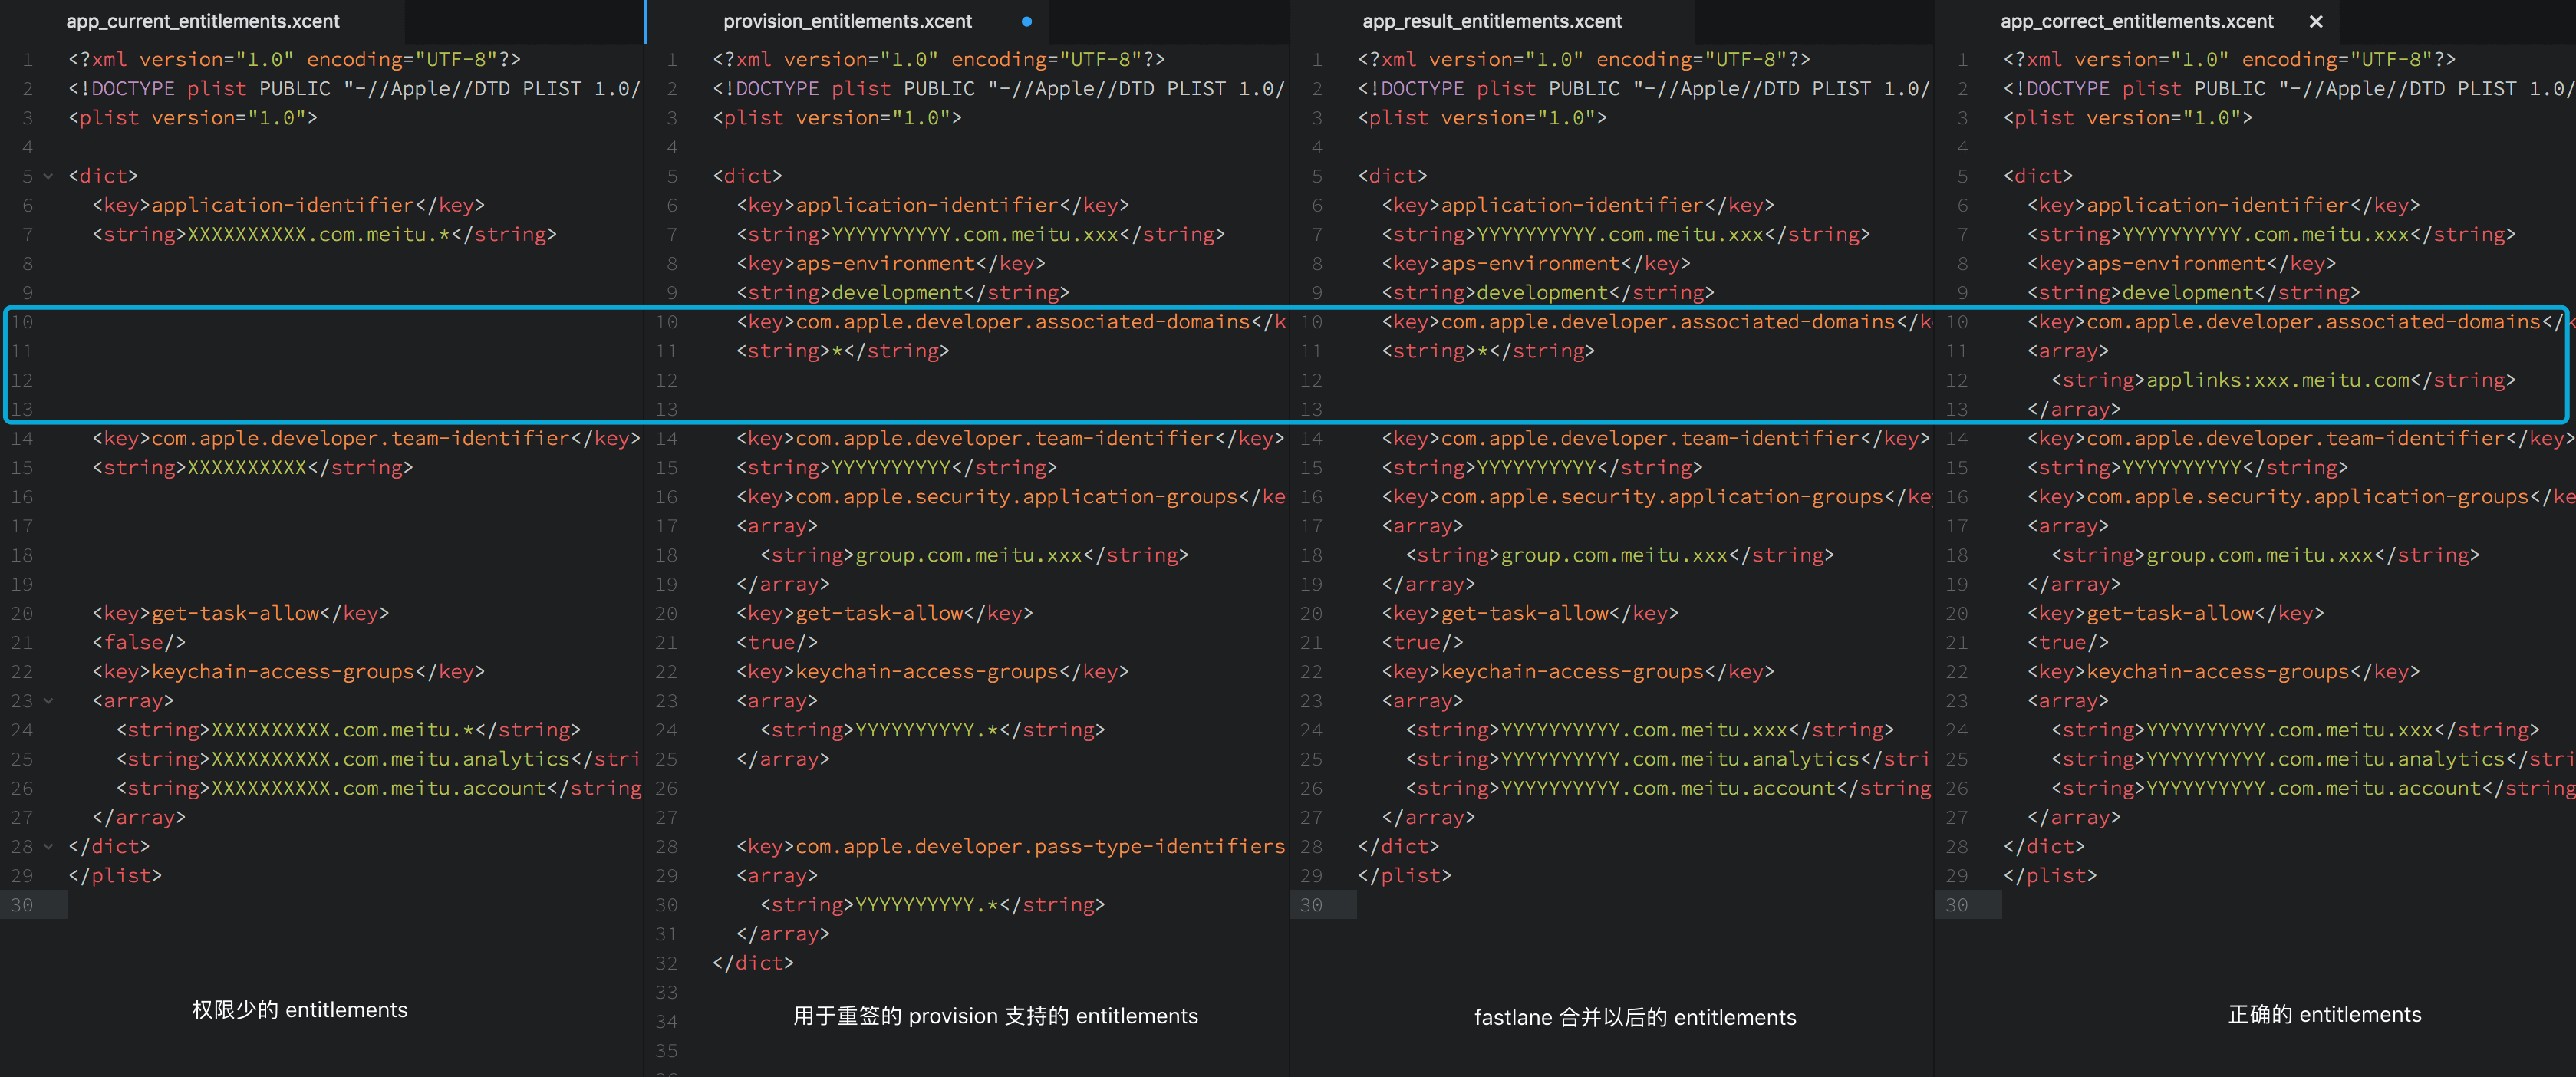 app_current_entitlements.xcent
1 <?xml version="1.0" encoding="UTF-8"?>
2 <!DOCTYPE plist PUBLIC "-//Apple//DTD PLIST 1.0/
3 <plist version="1.0">
4
5 <dict>
6 <key>application-identifier</key>
7 <string>XXXXXXXXXX.com.meitu.*</string>
8
9
10
11
12
13
14 <key>com.apple.developer.team-identifier</key>
15 <string>XXXXXXXXXX</string>
16
17
18
19
20 <key>get-task-allow</key>
21 <false/>
22 <key>keychain-access-groups</key>
23 <array>
24 <string>XXXXXXXXXX.com.meitu.*</string>
25 <string>XXXXXXXXXX.com.meitu.analytics</stri
26 <string>XXXXXXXXXX.com.meitu.account</string
27 </array>
28 </dict>
29 </plist>
30
权限少的 entitlements
provision_entitlements.xcent
1 <?xml version="1.0" encoding="UTF-8"?>
2 <!DOCTYPE plist PUBLIC "-//Apple//DTD PLIST 1.0/
3 <plist version="1.0">
4
5 <dict>
6 <key>application-identifier</key>
7 <string>YYYYYYYYYY.com.meitu.xxx</string>
8 <key>aps-environment</key>
9 <string>development</string>
10 <key>com.apple.developer.associated-domains</k
11 <string>*</string>
12
13
14 <key>com.apple.developer.team-identifier</key>
15 <string>YYYYYYYYYY</string>
16 <key>com.apple.security.application-groups</ke
17 <array>
18 <string>group.com.meitu.xxx</string>
19 </array>
20 <key>get-task-allow</key>
21 <true/>
22 <key>keychain-access-groups</key>
23 <array>
24 <string>YYYYYYYYYY.*</string>
25 </array>
26
27
28 <key>com.apple.developer.pass-type-identifiers
29 <array>
30 <string>YYYYYYYYYY.*</string>
31 </array>
32 </dict>
33
34
35
用于重签的 provision 支持的 entitlements
app_result_entitlements.xcent
1 <?xml version="1.0" encoding="UTF-8"?>
2 <!DOCTYPE plist PUBLIC "-//Apple//DTD PLIST 1.0/
3 <plist version="1.0">
4
5 <dict>
6 <key>application-identifier</key>
7 <string>YYYYYYYYYY.com.meitu.xxx</string>
8 <key>aps-environment</key>
9 <string>development</string>
10 <key>com.apple.developer.associated-domains</k
11 <string>*</string>
12
13
14 <key>com.apple.developer.team-identifier</key>
15 <string>YYYYYYYYYY</string>
16 <key>com.apple.security.application-groups</ke
17 <array>
18 <string>group.com.meitu.xxx</string>
19 </array>
20 <key>get-task-allow</key>
21 <true/>
22 <key>keychain-access-groups</key>
23 <array>
24 <string>YYYYYYYYYY.com.meitu.xxx</string>
25 <string>YYYYYYYYYY.com.meitu.analytics</stri
26 <string>YYYYYYYYYY.com.meitu.account</string
27 </array>
28 </dict>
29 </plist>
30
fastlane 合并以后的 entitlements
app_correct_entitlements.xcent
1 <?xml version="1.0" encoding="UTF-8"?>
2 <!DOCTYPE plist PUBLIC "-//Apple//DTD PLIST 1.0/
3 <plist version="1.0">
4
5 <dict>
6 <key>application-identifier</key>
7 <string>YYYYYYYYYY.com.meitu.xxx</string>
8 <key>aps-environment</key>
9 <string>development</string>
10 <key>com.apple.developer.associated-domains</k
11 <array>
12 <string>applinks:xxx.meitu.com</string>
13 </array>
14 <key>com.apple.developer.team-identifier</key>
15 <string>YYYYYYYYYY</string>
16 <key>com.apple.security.application-groups</ke
17 <array>
18 <string>group.com.meitu.xxx</string>
19 </array>
20 <key>get-task-allow</key>
21 <true/>
22 <key>keychain-access-groups</key>
23 <array>
24 <string>YYYYYYYYYY.com.meitu.xxx</string>
25 <string>YYYYYYYYYY.com.meitu.analytics</stri
26 <string>YYYYYYYYYY.com.meitu.account</string
27 </array>
28 </dict>
29 </plist>
30
正确的 entitlements